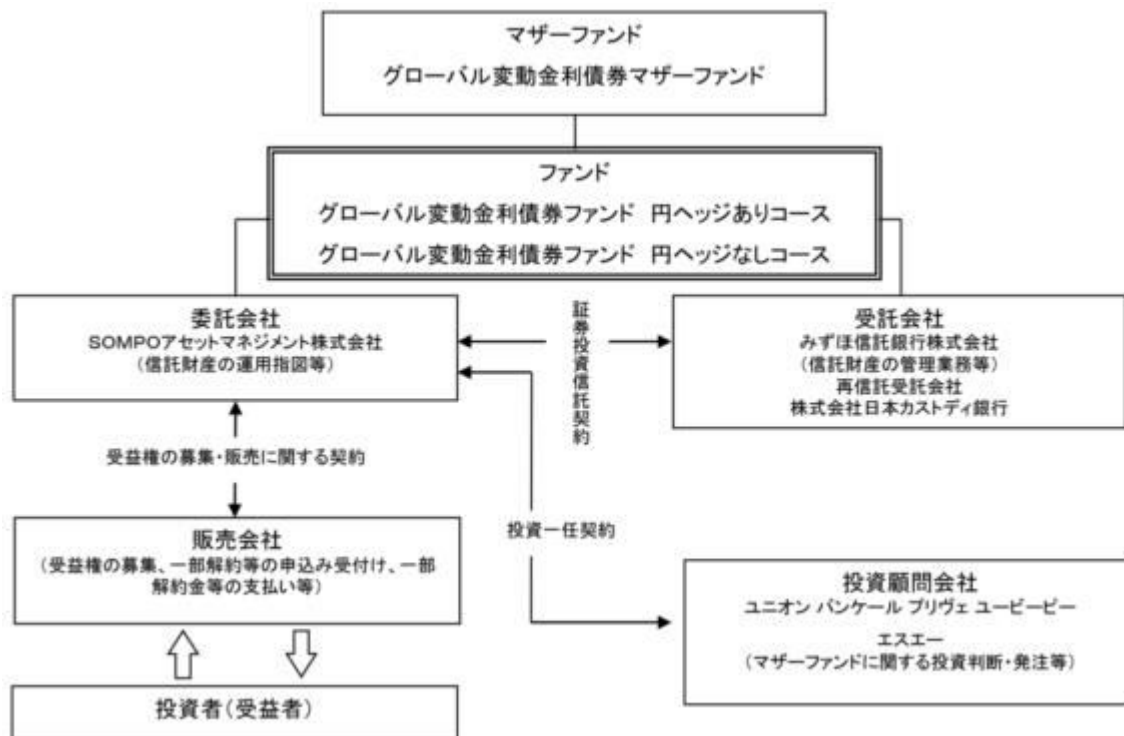 マザーファンド
グローバル変動金利債券マザーファンド
ファンド
グローバル変動金利債券ファンド 円ヘッジありコース
グローバル変動金利債券ファンド 円ヘッジなしコース
委託会社
SOMPOアセットマネジメント株式会社
(信託財産の運用指図等)
証券投資信託契約
受託会社
みずほ信託銀行株式会社
(信託財産の管理業務等)
再信託受託会社
株式会社日本カストディ銀行
受益権の募集・販売に関する契約
投資一任契約
販売会社
(受益権の募集、一部解約等の申込み受付け、一部
解約金等の支払い等)
投資顧問会社
ユニオン バンケール プリヴェ ユービーピー
エスエー
(マザーファンドに関する投資判断・発注等)
投資者(受益者)